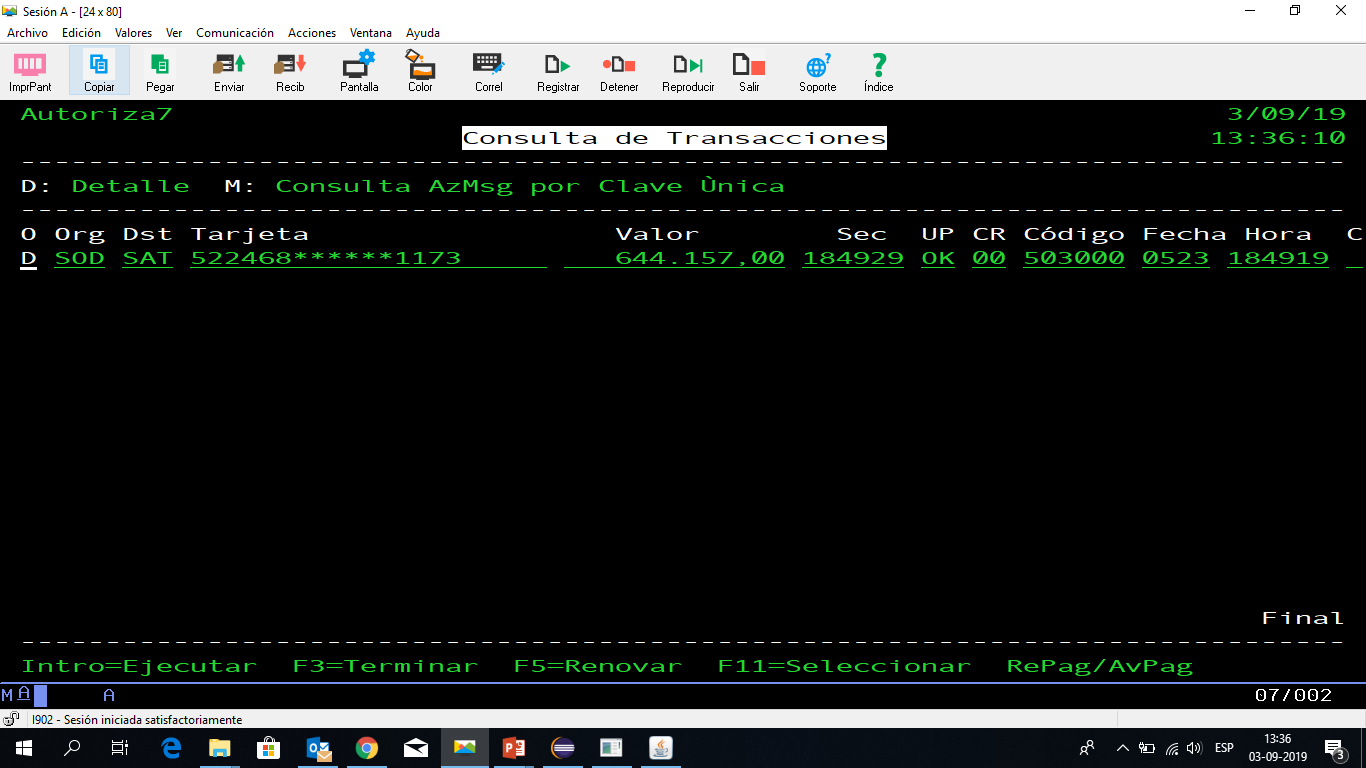 Sesión A - [24 x 80]
Archivo Edición Valores Ver Comunicación Acciones Ventana Ayuda
ImprPant Copiar Pegar Enviar Recib Pantalla Color Correl Registrar Detener Reproducir Salir Soporte Índice
Autoriza7 3/09/19
Consulta de Transacciones 13:36:10
D: Detalle M: Consulta AzMsg por Clave Ùnica
O Org Dst Tarjeta Valor Sec UP CR Código Fecha Hora C
D SOD SAT 522468******1173 644.157,00 184929 OK 00 503000 0523 184919
Final
Intro=Ejecutar F3=Terminar F5=Renovar F11=Seleccionar RePag/AvPag
MA A 07/002
I902 - Sesión iniciada satisfactoriamente
ESP 13:36
03-09-2019 3